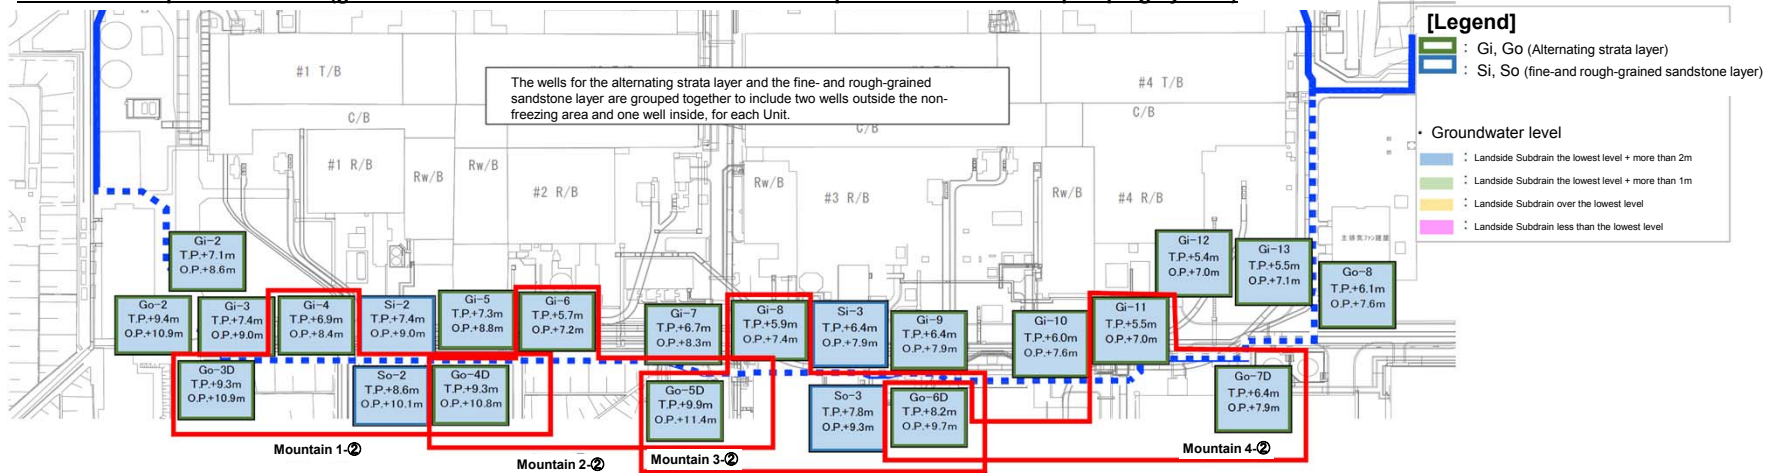 [Legend]
: Gi, Go (Alternating strata layer)
: Si, So (fine-and rough-grained sandstone layer)
・ Groundwater level
: Landside Subdrain the lowest level + more than 2m
: Landside Subdrain the lowest level + more than 1m
: Landside Subdrain over the lowest level
: Landside Subdrain less than the lowest level
#1 T/B
#4 T/B
The wells for the alternating strata layer and the fine- and rough-grained
sandstone layer are grouped together to include two wells outside the non-
freezing area and one well inside, for each Unit.
C/B
C/B
C/B
#1 R/B
Rw/B
Rw/B
#2 R/B
Rw/B
#3 R/B
Rw/B
#4 R/B
主排気ファン建屋
Gi-2
T.P.+7.1m
O.P.+8.6m
Gi-12
T.P.+5.4m
O.P.+7.0m
Gi-13
T.P.+5.5m
O.P.+7.1m
Go-8
T.P.+6.1m
O.P.+7.6m
Go-2
T.P.+9.4m
O.P.+10.9m
Gi-3
T.P.+7.4m
O.P.+9.0m
Gi-4
T.P.+6.9m
O.P.+8.4m
Si-2
T.P.+7.4m
O.P.+9.0m
Gi-5
T.P.+7.3m
O.P.+8.8m
Gi-6
T.P.+5.7m
O.P.+7.2m
Gi-7
T.P.+6.7m
O.P.+8.3m
Gi-8
T.P.+5.9m
O.P.+7.4m
Si-3
T.P.+6.4m
O.P.+7.9m
Gi-9
T.P.+6.4m
O.P.+7.9m
Gi-10
T.P.+6.0m
O.P.+7.6m
Gi-11
T.P.+5.5m
O.P.+7.0m
Go-3D
T.P.+9.3m
O.P.+10.9m
So-2
T.P.+8.6m
O.P.+10.1m
Go-4D
T.P.+9.3m
O.P.+10.8m
Go-5D
T.P.+9.9m
O.P.+11.4m
So-3
T.P.+7.8m
O.P.+9.3m
Go-6D
T.P.+8.2m
O.P.+9.7m
Go-7D
T.P.+6.4m
O.P.+7.9m
Mountain 1-②
Mountain 2-②
Mountain 3-②
Mountain 4-②